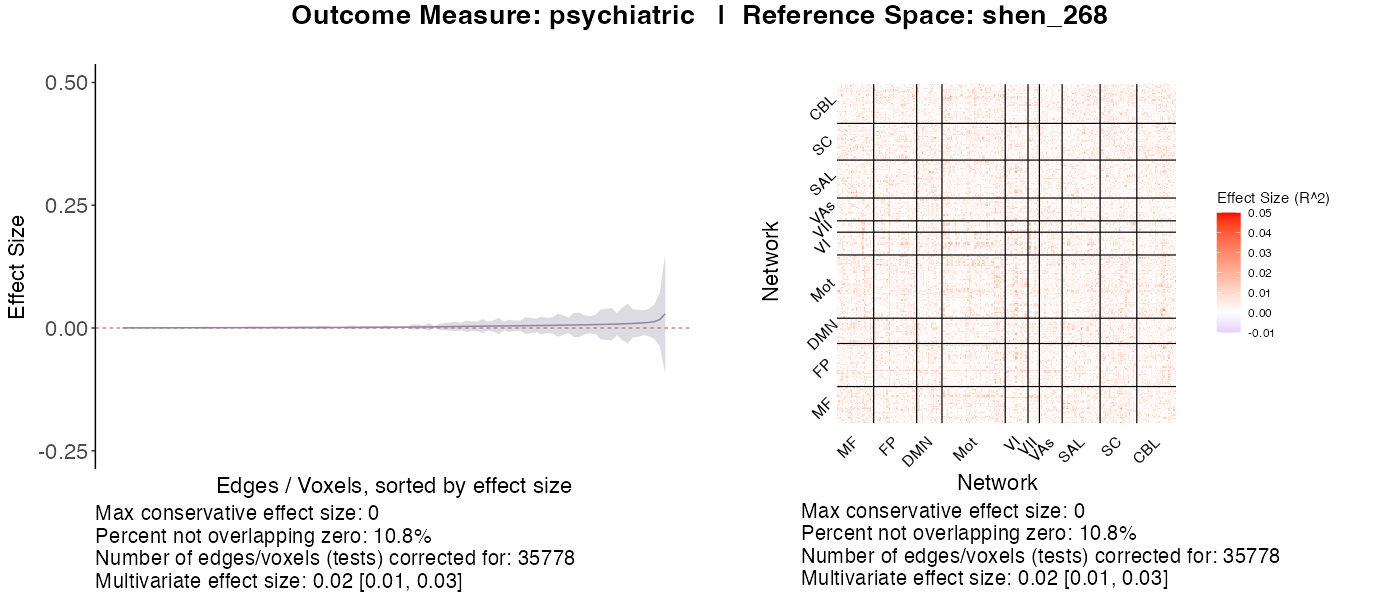 Outcome Measure: psychiatric | Reference Space: shen_268
0.50
0.25
0.00
-0.25
Effect Size
Edges / Voxels, sorted by effect size
Max conservative effect size: 0
Percent not overlapping zero: 10.8%
Number of edges/voxels (tests) corrected for: 35778
Multivariate effect size: 0.02 [0.01, 0.03]
Network
CBL
SC
SAL
VAs
VII
VI
Mot
DMN
FP
MF
MF
FP
DMN
Mot
VI
VII
VAs
SAL
SC
CBL
Network
Effect Size (R^2)
0.05
0.04
0.03
0.02
0.01
0.00
-0.01
Max conservative effect size: 0
Percent not overlapping zero: 10.8%
Number of edges/voxels (tests) corrected for: 35778
Multivariate effect size: 0.02 [0.01, 0.03]